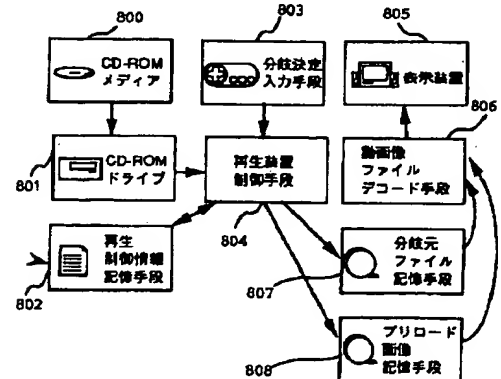 800
CD-ROM
メディア
803
分岐決定
入力手段
805
表示装置
806
801
CD-ROM
ドライブ
再生装置
制御手段
804
動画像
ファイル
デコード手段
802
再生
制御情報
記憶手段
807
分岐元
ファイル
記憶手段
808
プリロード
画像
記憶手段